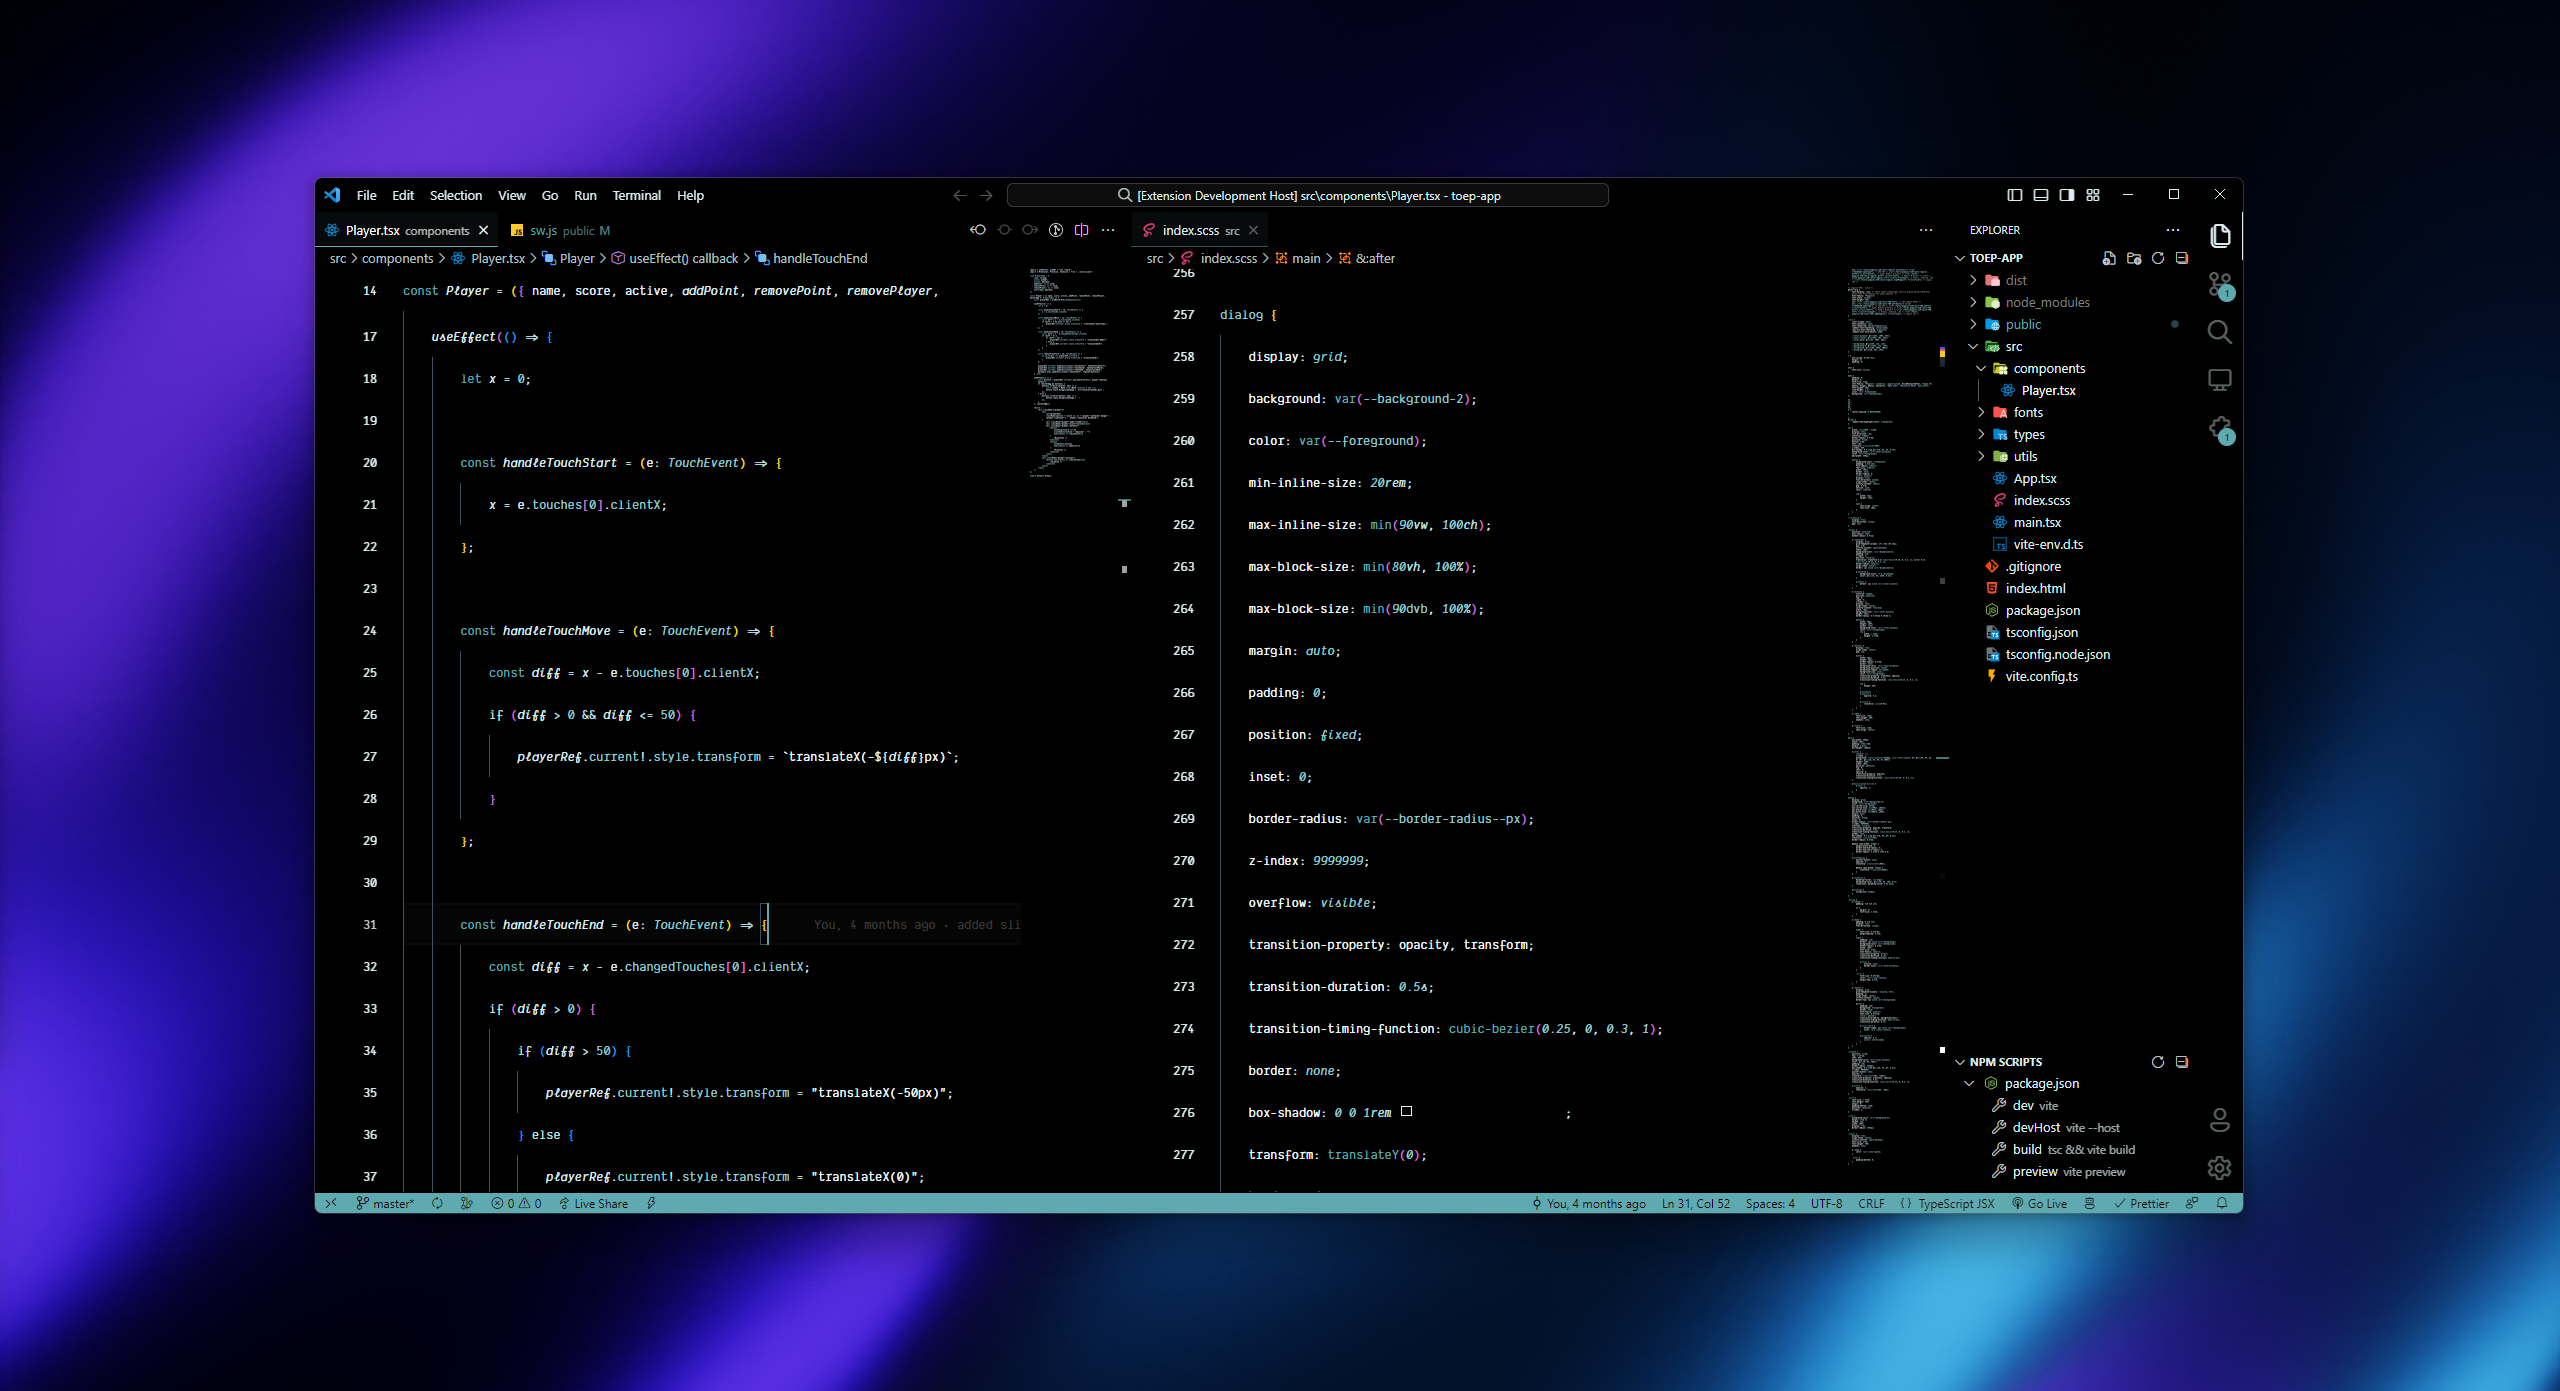 File Edit Selection View Go Run Terminal Help
[Extension Development Host] src\components\Player.tsx - toep-app
Player.tsx components
sw.js public M
src > components > Player.tsx > Player > useEffect() callback > handleTouchEnd
14 const Player = ({ name, score, active, addPoint, removePoint, removePlayer,
17 useEffect(() => {
18 let x = 0;
19
20 const handleTouchStart = (e: TouchEvent) => {
21 x = e.touches[0].clientX;
22 };
23
24 const handleTouchMove = (e: TouchEvent) => {
25 const diff = x - e.touches[0].clientX;
26 if (diff > 0 && diff <= 50) {
27 playerRef.current!.style.transform = `translateX(-${diff}px)`;
28 }
29 };
30
31 const handleTouchEnd = (e: TouchEvent) => { You, 4 months ago · added sli
32 const diff = x - e.changedTouches[0].clientX;
33 if (diff > 0) {
34 if (diff > 50) {
35 playerRef.current!.style.transform = "translateX(-50px)";
36 } else {
37 playerRef.current!.style.transform = "translateX(0)";
index.scss src
src > index.scss > main > &::after
256
257 dialog {
258 display: grid;
259 background: var(--background-2);
260 color: var(--foreground);
261 min-inline-size: 20rem;
262 max-inline-size: min(90vw, 100ch);
263 max-block-size: min(80vh, 100%);
264 max-block-size: min(90dvb, 100%);
265 margin: auto;
266 padding: 0;
267 position: fixed;
268 inset: 0;
269 border-radius: var(--border-radius--px);
270 z-index: 9999999;
271 overflow: visible;
272 transition-property: opacity, transform;
273 transition-duration: 0.5s;
274 transition-timing-function: cubic-bezier(0.25, 0, 0.3, 1);
275 border: none;
276 box-shadow: 0 0 1rem ;
277 transform: translateY(0);
EXPLORER
TOEP-APP
dist
node_modules
public
src
components
Player.tsx
fonts
types
utils
App.tsx
index.scss
main.tsx
vite-env.d.ts
.gitignore
index.html
package.json
tsconfig.json
tsconfig.node.json
vite.config.ts
NPM SCRIPTS
package.json
dev vite
devHost vite --host
build tsc && vite build
preview vite preview
1
1
master* 0 0 Live Share
You, 4 months ago Ln 31, Col 52 Spaces: 4 UTF-8 CRLF {} TypeScript JSX Go Live Prettier